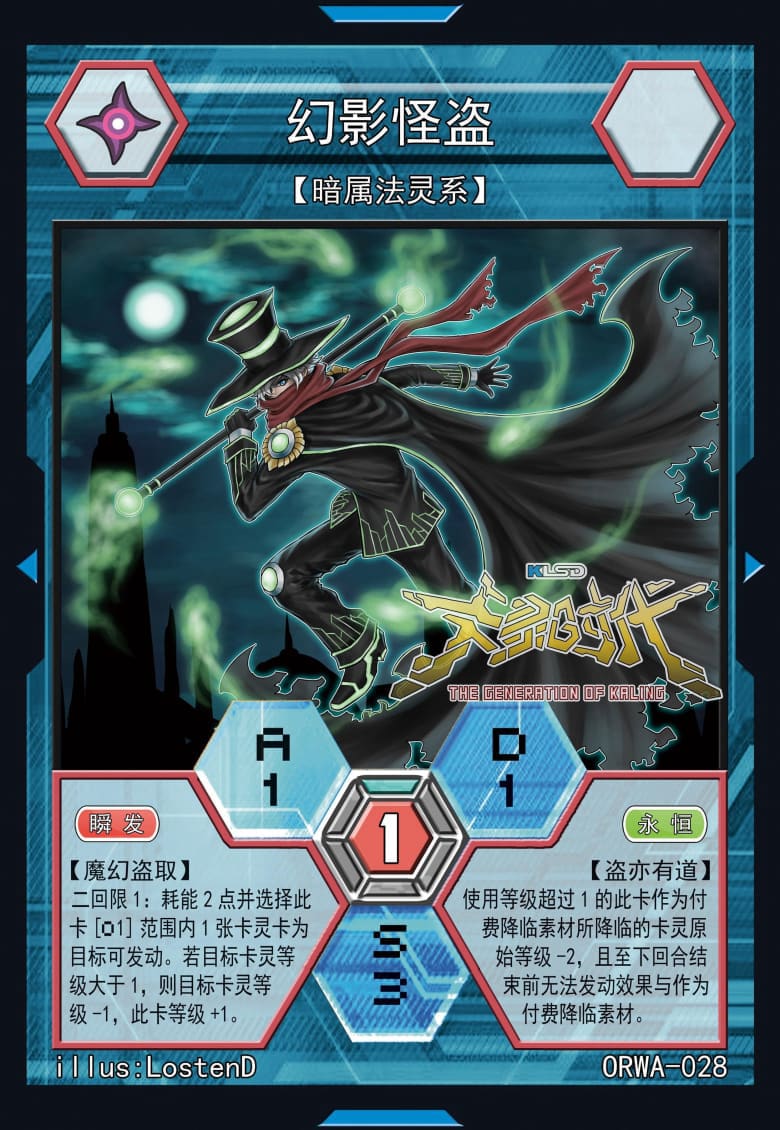 幻影怪盗
【暗属法灵系】
KLSD
卡灵时代
THE GENERATION OF KALING
A
1
D
1
1
S
3
瞬发
【魔幻盗取】
二回限1：耗能2点并选择此
卡[O1]范围内1张卡灵卡为
目标可发动。若目标卡灵等
级大于1，则目标卡灵等
级-1，此卡等级+1。
永恒
【盗亦有道】
使用等级超过1的此卡作为付
费降临素材所降临的卡灵原
始等级-2，且至下回合结
束前无法发动效果与作为
付费降临素材。
illus:LostenD
ORWA-028